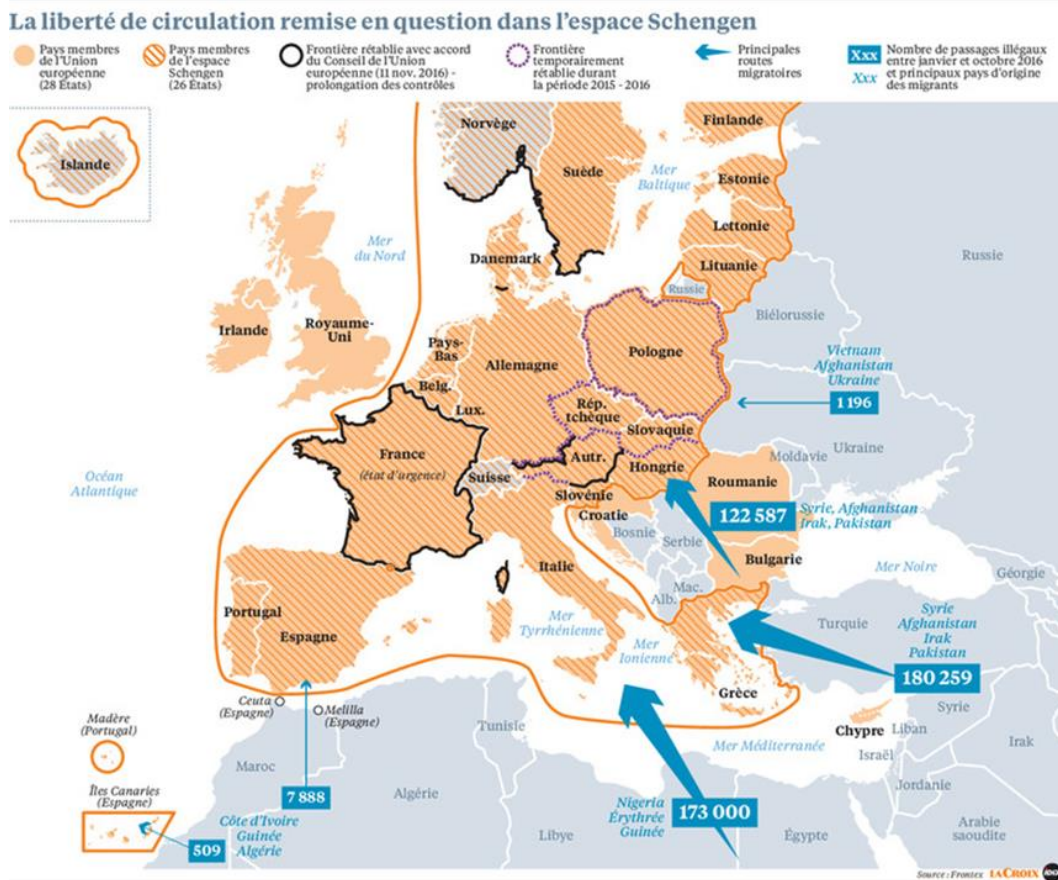 La liberté de circulation remise en question dans l'espace Schengen
Pays membres
de l'Union
européenne
(28 États)
Pays membres
de l'espace
Schengen
(26 États)
Frontière rétablie avec accord
du Conseil de l'Union
européenne (11 nov. 2016) -
prolongation des contrôles
Frontière
temporairement
rétablie durant
la période 2015 - 2016
Principales
routes
migratoires
Xxx
Xxx
Nombre de passages illégaux
entre janvier et octobre 2016
et principaux pays d'origine
des migrants
Islande
Norvège
Suède
Finlande
Mer
Baltique
Estonie
Lettonie
Lituanie
Russie
Russie
Mer
du Nord
Danemark
Biélorussie
Irlande
Royaume-
Uni
Pays-
Bas
Belg.
Lux.
Allemagne
Pologne
Vietnam
Afghanistan
Ukraine
1 196
Rép.
tchèque
Slovaquie
Ukraine
Moldavie
Océan
Atlantique
France
(état d'urgence)
Suisse
Autr.
Hongrie
Roumanie
Slovénie
Croatie
Bosnie
Serbie
122 587
Syrie, Afghanistan
Irak, Pakistan
Bulgarie
Mer Noire
Géorgie
Italie
Mac.
Alb.
Portugal
Espagne
Mer
Tyrrhénienne
Mer
Ionienne
Turquie
Syrie
Afghanistan
Irak
Pakistan
180 259
Grèce
Ceuta
(Espagne)
Melilla
(Espagne)
Madère
(Portugal)
Tunisie
Mer Méditerranée
Chypre
Liban
Syrie
Israël
Irak
Jordanie
Maroc
Îles Canaries
(Espagne)
7 888
Algérie
Côte d'Ivoire
Guinée
Algérie
509
Nigeria
Érythrée
Guinée
173 000
Libye
Égypte
Arabie
saoudite
Source : Frontex LA CROIX